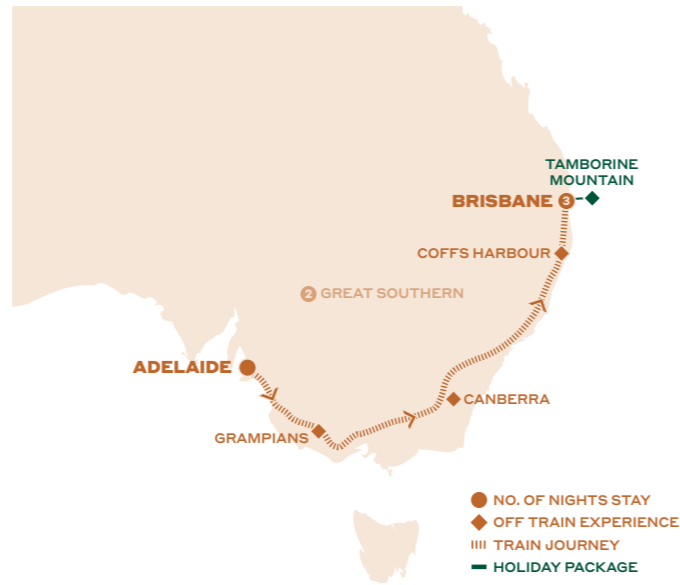 TAMBORINE
MOUNTAIN
BRISBANE 3
COFFS HARBOUR
2 GREAT SOUTHERN
ADELAIDE
CANBERRA
GRAMPIANS
NO. OF NIGHTS STAY
OFF TRAIN EXPERIENCE
TRAIN JOURNEY
HOLIDAY PACKAGE